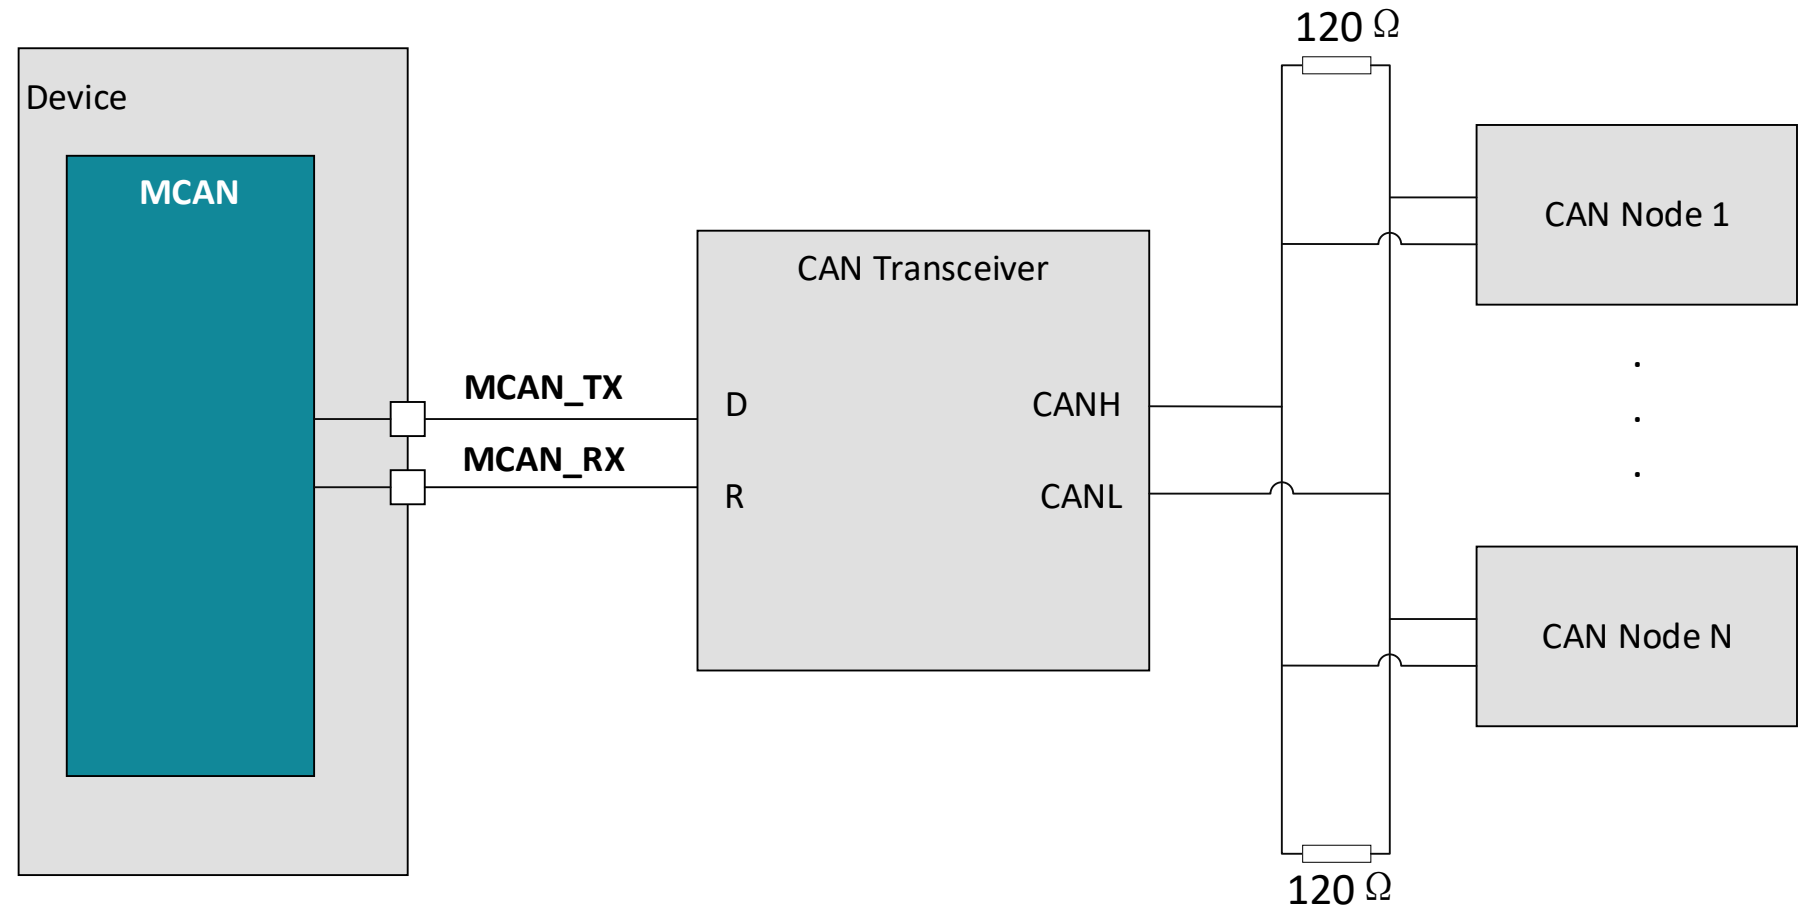 120 Ω
Device
MCAN
CAN Node 1
CAN Transceiver
MCAN_TX
D
CANH
MCAN_RX
R
CANL
.
.
.
CAN Node N
120 Ω